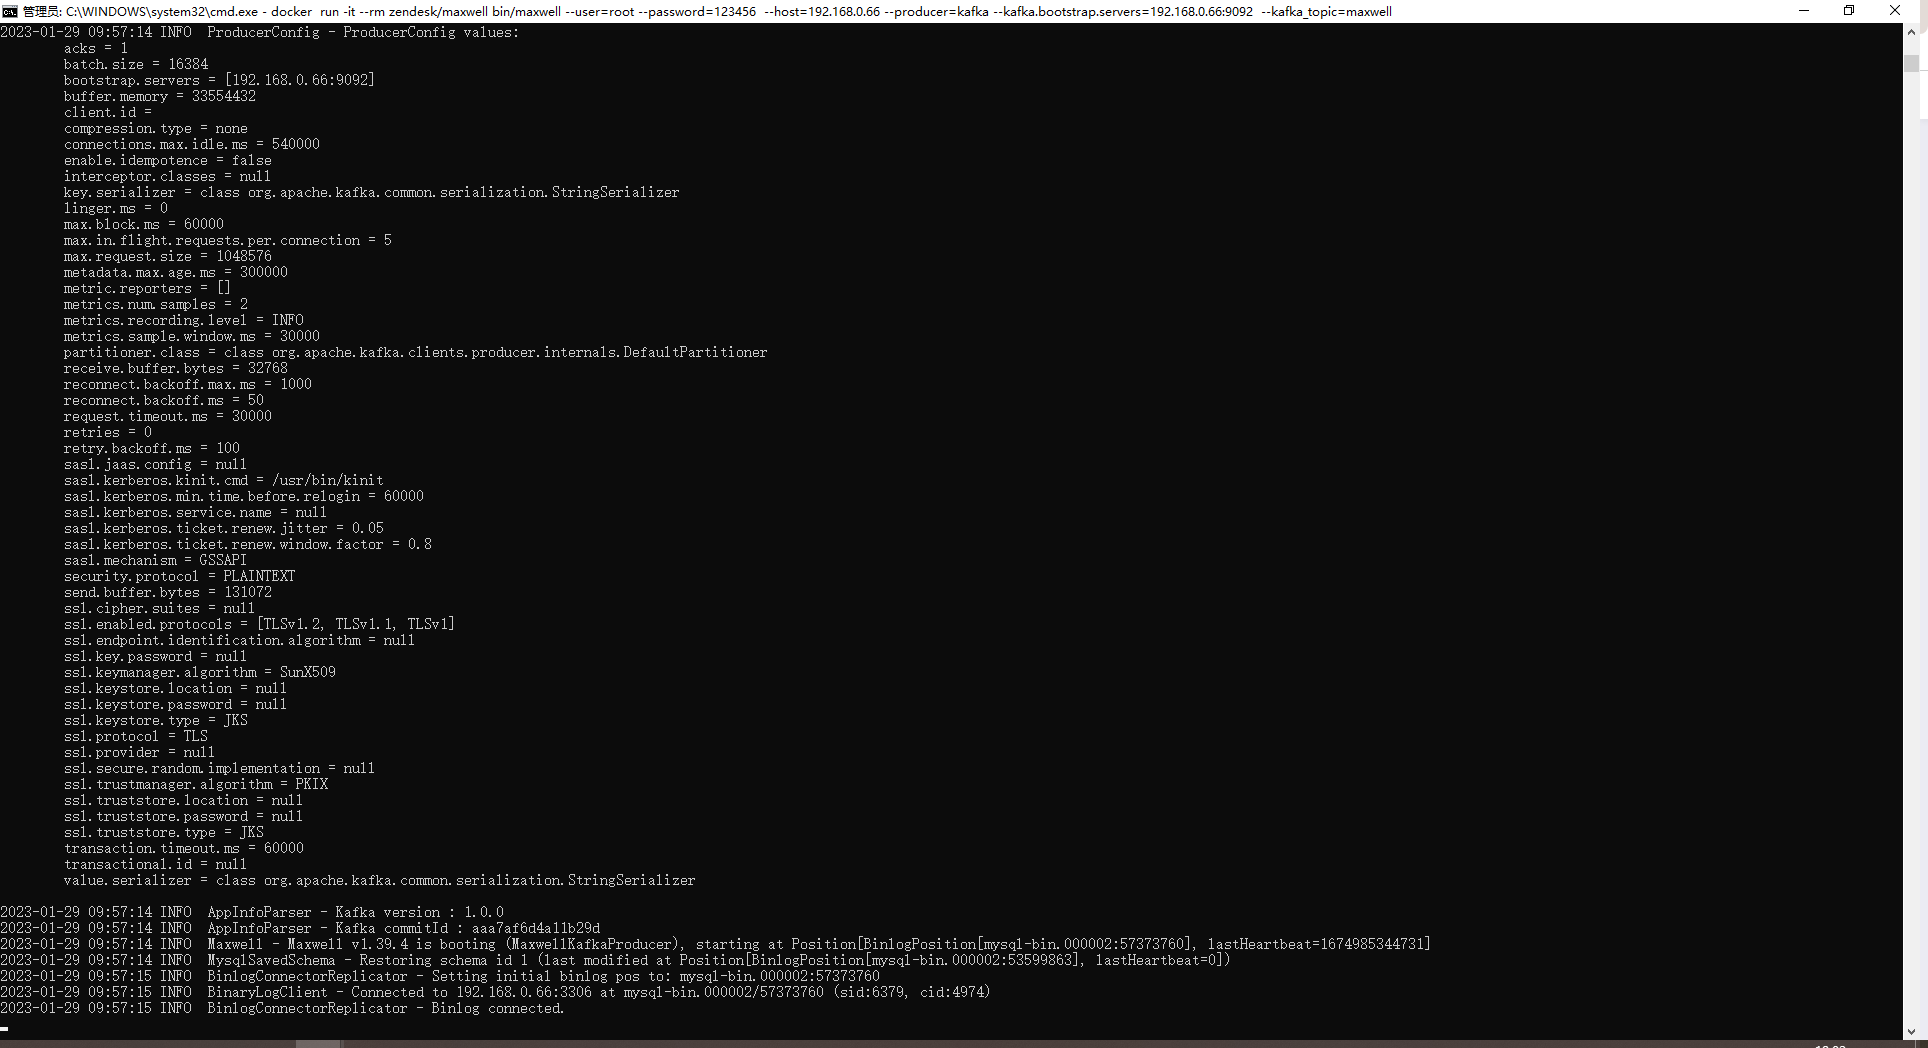 管理员: C:\WINDOWS\system32\cmd.exe - docker  run -it --rm zendesk/maxwell bin/maxwell --user=root --password=123456  --host=192.168.0.66 --producer=kafka --kafka.bootstrap.servers=192.168.0.66:9092  --kafka_topic=maxwell
2023-01-29 09:57:14 INFO  ProducerConfig - ProducerConfig values:
acks = 1
batch.size = 16384
bootstrap.servers = [192.168.0.66:9092]
buffer.memory = 33554432
client.id =
compression.type = none
connections.max.idle.ms = 540000
enable.idempotence = false
interceptor.classes = null
key.serializer = class org.apache.kafka.common.serialization.StringSerializer
linger.ms = 0
max.block.ms = 60000
max.in.flight.requests.per.connection = 5
max.request.size = 1048576
metadata.max.age.ms = 300000
metric.reporters = []
metrics.num.samples = 2
metrics.recording.level = INFO
metrics.sample.window.ms = 30000
partitioner.class = class org.apache.kafka.clients.producer.internals.DefaultPartitioner
receive.buffer.bytes = 32768
reconnect.backoff.max.ms = 1000
reconnect.backoff.ms = 50
request.timeout.ms = 30000
retries = 0
retry.backoff.ms = 100
sasl.jaas.config = null
sasl.kerberos.kinit.cmd = /usr/bin/kinit
sasl.kerberos.min.time.before.relogin = 60000
sasl.kerberos.service.name = null
sasl.kerberos.ticket.renew.jitter = 0.05
sasl.kerberos.ticket.renew.window.factor = 0.8
sasl.mechanism = GSSAPI
security.protocol = PLAINTEXT
send.buffer.bytes = 131072
ssl.cipher.suites = null
ssl.enabled.protocols = [TLSv1.2, TLSv1.1, TLSv1]
ssl.endpoint.identification.algorithm = null
ssl.key.password = null
ssl.keymanager.algorithm = SunX509
ssl.keystore.location = null
ssl.keystore.password = null
ssl.keystore.type = JKS
ssl.protocol = TLS
ssl.provider = null
ssl.secure.random.implementation = null
ssl.trustmanager.algorithm = PKIX
ssl.truststore.location = null
ssl.truststore.password = null
ssl.truststore.type = JKS
transaction.timeout.ms = 60000
transactional.id = null
value.serializer = class org.apache.kafka.common.serialization.StringSerializer
2023-01-29 09:57:14 INFO  AppInfoParser - Kafka version : 1.0.0
2023-01-29 09:57:14 INFO  AppInfoParser - Kafka commitId : aaa7af6d4a11b29d
2023-01-29 09:57:14 INFO  Maxwell - Maxwell v1.39.4 is booting (MaxwellKafkaProducer), starting at Position[BinlogPosition[mysql-bin.000002:57373760], lastHeartbeat=1674985344731]
2023-01-29 09:57:14 INFO  MysqlSavedSchema - Restoring schema id 1 (last modified at Position[BinlogPosition[mysql-bin.000002:53599863], lastHeartbeat=0])
2023-01-29 09:57:15 INFO  BinlogConnectorReplicator - Setting initial binlog pos to: mysql-bin.000002:57373760
2023-01-29 09:57:15 INFO  BinaryLogClient - Connected to 192.168.0.66:3306 at mysql-bin.000002/57373760 (sid:6379, cid:4974)
2023-01-29 09:57:15 INFO  BinlogConnectorReplicator - Binlog connected.